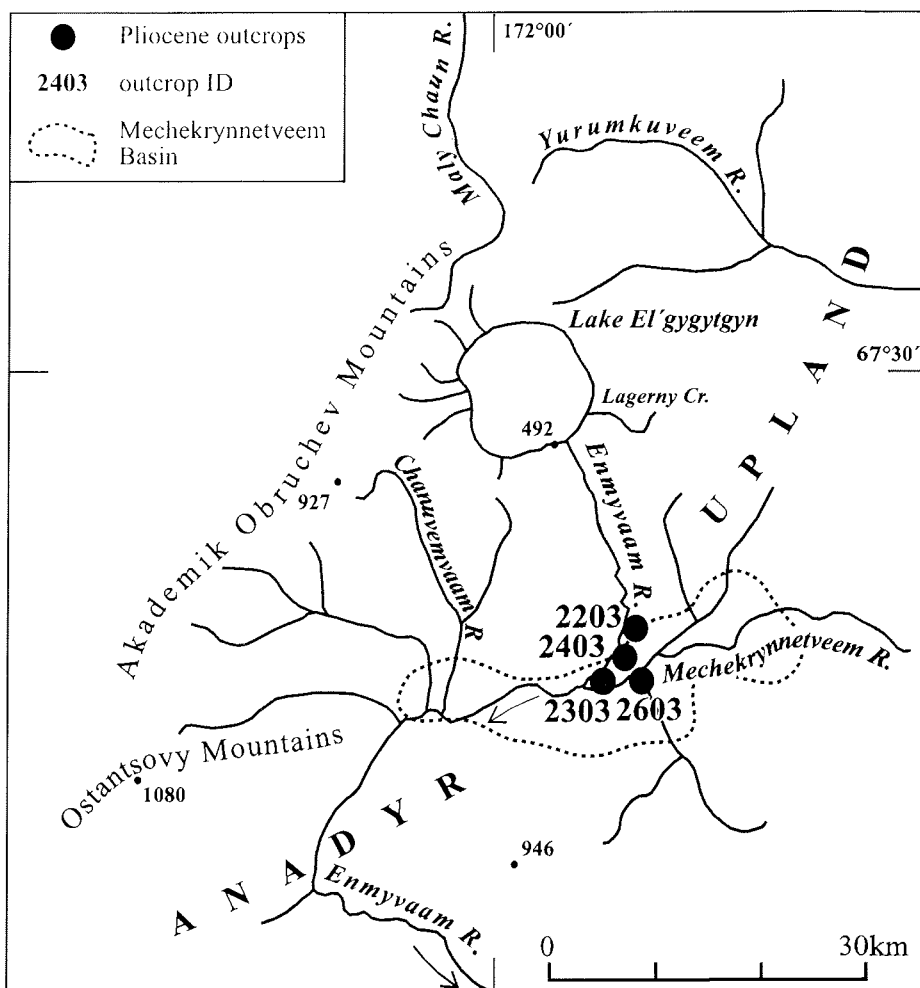 Pliocene outcrops
2403 outcrop ID
Mechekrynnetveem
Basin
172°00´
Maly Chaun R.
Yurumkuveem R.
Akademik Obruchev Mountains
Lake El´gygytgyn
67°30´
Lagerny Cr.
492
UPLAND
927
Chanuvemvaam R
Enmyvaam R
2203
2403
Mechekrynnetveem R.
2303 2603
Ostantsovy Mountains
1080
ANADYR
946
Enmyvaam R.
0 30km